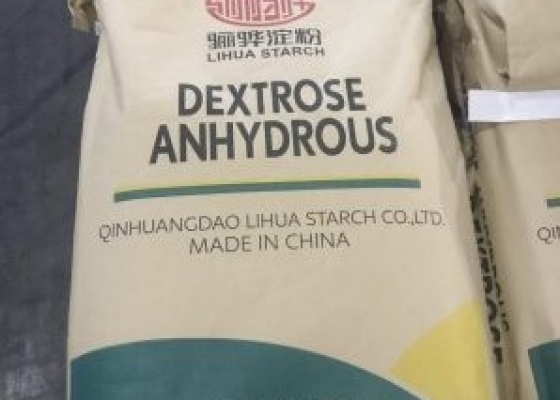 骊骅淀粉
LIHUA STARCH
DEXTROSE
ANHYDROUS
QINHUANGDAO LIHUA STARCH CO.,LTD.
MADE IN CHINA